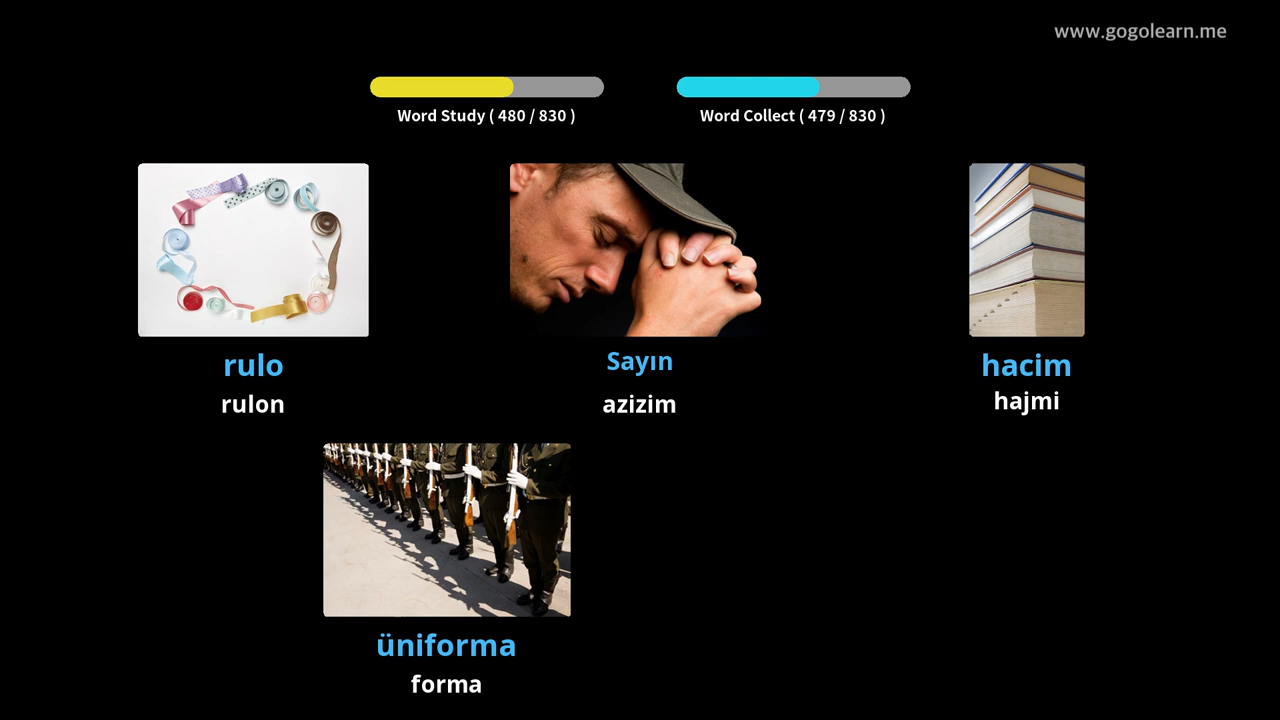 www.gogolearn.me
Word Study ( 480 / 830 )
Word Collect ( 479 / 830 )
rulo
rulon
Sayın
azizim
hacim
hajmi
üniforma
forma